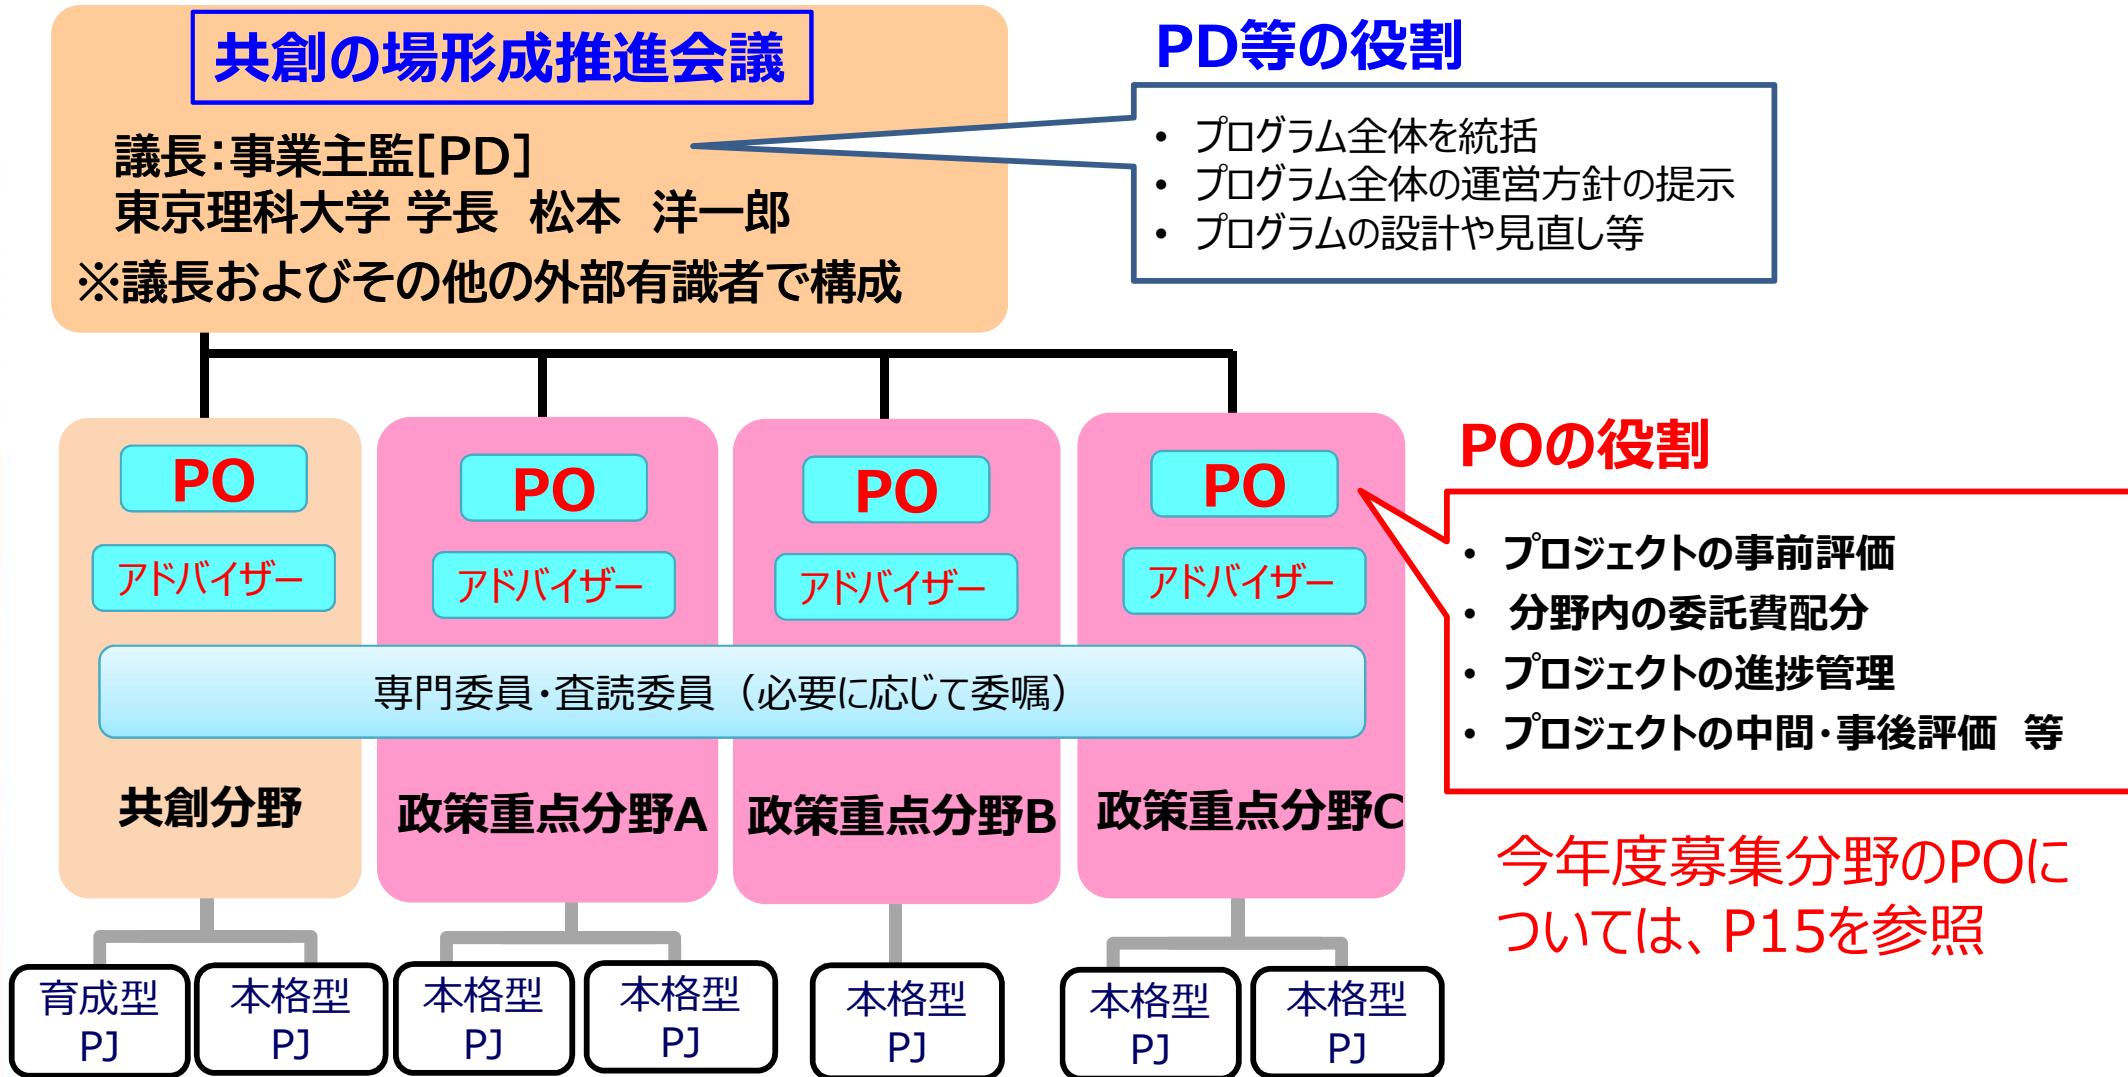 共創の場形成推進会議
議長：事業主監[PD]
東京理科大学 学長　松本　洋一郎
※議長およびその他の外部有識者で構成
PD等の役割
• プログラム全体を統括
• プログラム全体の運営方針の提示
• プログラムの設計や見直し等
PO
アドバイザー
PO
アドバイザー
PO
アドバイザー
PO
アドバイザー
専門委員・査読委員（必要に応じて委嘱）
共創分野
政策重点分野A
政策重点分野B
政策重点分野C
POの役割
• プロジェクトの事前評価
• 分野内の委託費配分
• プロジェクトの進捗管理
• プロジェクトの中間・事後評価　等
今年度募集分野のPOに
ついては、P15を参照
育成型
PJ
本格型
PJ
本格型
PJ
本格型
PJ
本格型
PJ
本格型
PJ
本格型
PJ